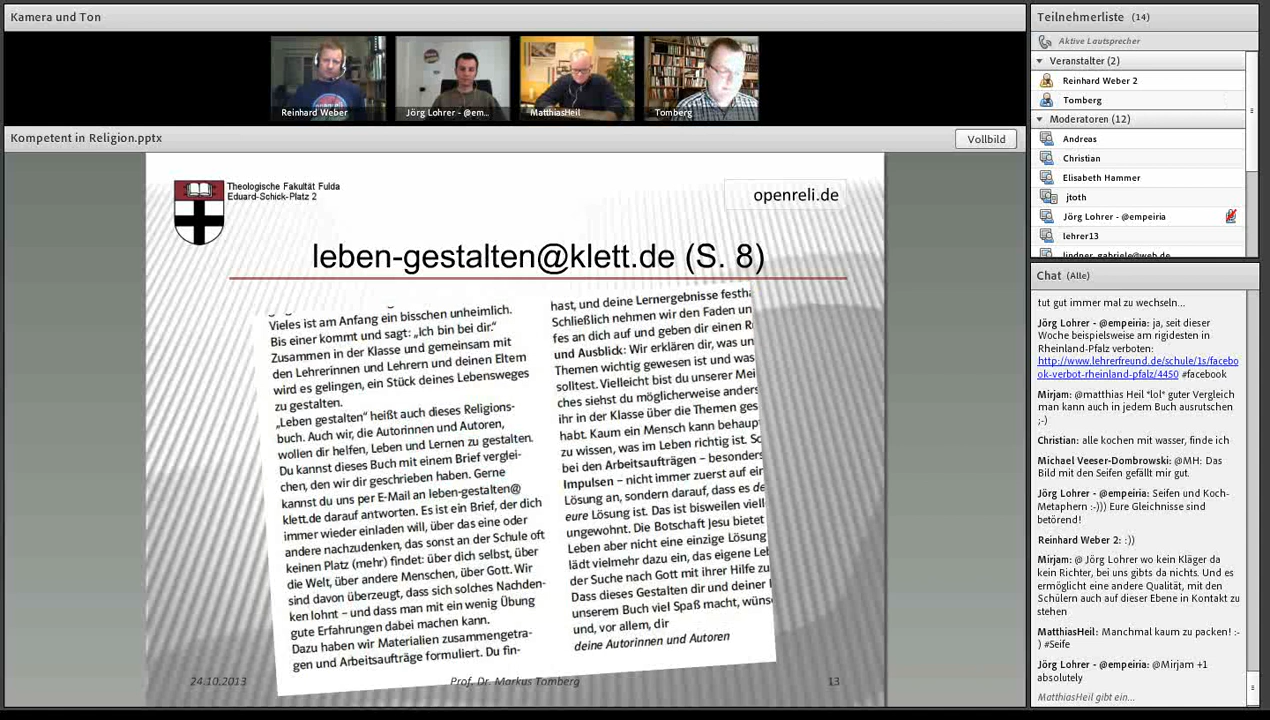 Kamera und Ton
Reinhard Weber
Jörg Lohrer - @em...
MatthiasHeil
Tomberg
Kompetent in Religion.pptx
Vollbild
Theologische Fakultät Fulda
Eduard-Schick-Platz 2
openreli.de
leben-gestalten@klett.de (S. 8)
Vieles ist am Anfang ein bisschen unheimlich.
Bis einer kommt und sagt: „Ich bin bei dir.“
Zusammen in der Klasse und gemeinsam mit
den Lehrerinnen und Lehrern und deinen Eltern
wird es gelingen, ein Stück deines Lebensweges
zu gestalten.
„Leben gestalten“ heißt auch dieses Religions-
buch. Auch wir, die Autorinnen und Autoren,
wollen dir helfen, Leben und Lernen zu gestalten.
Du kannst dieses Buch mit einem Brief verglei-
chen, den wir dir geschrieben haben. Gerne
kannst du uns per E-Mail an leben-gestalten@
klett.de darauf antworten. Es ist ein Brief, der dich
immer wieder einladen will, über das eine oder
andere nachzudenken, das sonst an der Schule oft
keinen Platz (mehr) findet: über dich selbst, über
die Welt, über andere Menschen, über Gott. Wir
sind davon überzeugt, dass sich solches Nachden-
ken lohnt – und dass man mit ein wenig Übung
gute Erfahrungen dabei machen kann.
Dazu haben wir Materialien zusammengetra-
gen und Arbeitsaufträge formuliert. Du fin-
hast, und deine Lernergebnisse festha
Schließlich nehmen wir den Faden un
fes an dich auf und geben dir einen R
und Ausblick: Wir erklären dir, was un
Themen wichtig gewesen ist und was
solltest. Vielleicht bist du unserer Mei
ches siehst du möglicherweise anders
ihr in der Klasse über die Themen ges
habt. Kaum ein Mensch kann behaup
zu wissen, was im Leben richtig ist. So
bei den Arbeitsaufträgen – besonders
Impulsen – nicht immer zuerst auf ein
Lösung an, sondern darauf, dass es de
eure Lösung ist. Das ist bisweilen viell
ungewohnt. Die Botschaft Jesu bietet
Leben aber nicht eine einzige Lösung
lädt vielmehr dazu ein, das eigene Leb
der Suche nach Gott mit ihrer Hilfe zu
Dass dieses Gestalten dir und deiner
unserem Buch viel Spaß macht, wüns
und, vor allem, dir
deine Autorinnen und Autoren
24.10.2013
Prof. Dr. Markus Tomberg
13
Teilnehmerliste (14)
Aktive Lautsprecher
Veranstalter (2)
Reinhard Weber 2
Tomberg
Moderatoren (12)
Andreas
Christian
Elisabeth Hammer
jtoth
Jörg Lohrer - @empeiria
lehrer13
lindner_gabriele@web.de
Chat (Alle)
tut gut immer mal zu wechseln...
Jörg Lohrer - @empeiria: ja, seit dieser
Woche beispielsweise am rigidesten in
Rheinland-Pfalz verboten:
http://www.lehrerfreund.de/schule/1s/facebo
ok-verbot-rheinland-pfalz/4450 #facebook
Mirjam: @matthias Heil *lol* guter Vergleich
man kann auch in jedem Buch ausrutschen
;-)
Christian: alle kochen mit wasser, finde ich
Michael Veeser-Dombrowski: @MH: Das
Bild mit den Seifen gefällt mir gut.
Jörg Lohrer - @empeiria: Seifen und Koch-
Metaphern :-))) Eure Gleichnisse sind
betörend!
Reinhard Weber 2: :))
Mirjam: @ Jörg Lohrer wo kein Kläger da
kein Richter, bei uns gibts da nichts. Und es
ermöglicht eine andere Qualität, mit den
Schülern auch auf dieser Ebene in Kontakt zu
stehen
MatthiasHeil: Manchmal kaum zu packen! :-
) #Seife
Jörg Lohrer - @empeiria: @Mirjam +1
absolutely
MatthiasHeil gibt ein...